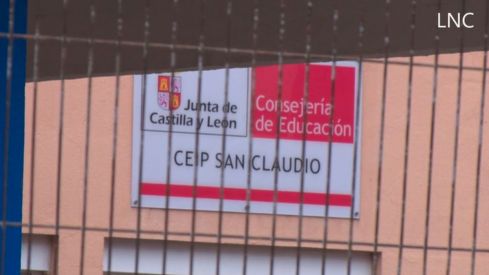 LNC
Junta de
Castilla y León
Consejería
de Educación
CEIP SAN CLAUDIO